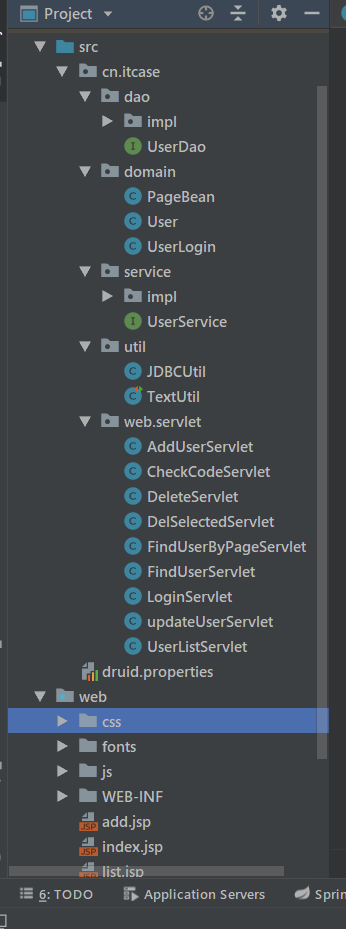 Project
src
cn.itcase
dao
impl
UserDao
domain
PageBean
User
UserLogin
service
impl
UserService
util
JDBCUtil
TextUtil
web.servlet
AddUserServlet
CheckCodeServlet
DeleteServlet
DelSelectedServlet
FindUserByPageServlet
FindUserServlet
LoginServlet
updateUserServlet
UserListServlet
druid.properties
web
css
fonts
js
WEB-INF
add.jsp
index.jsp
list.jsp
6: TODO Application Servers Sprin